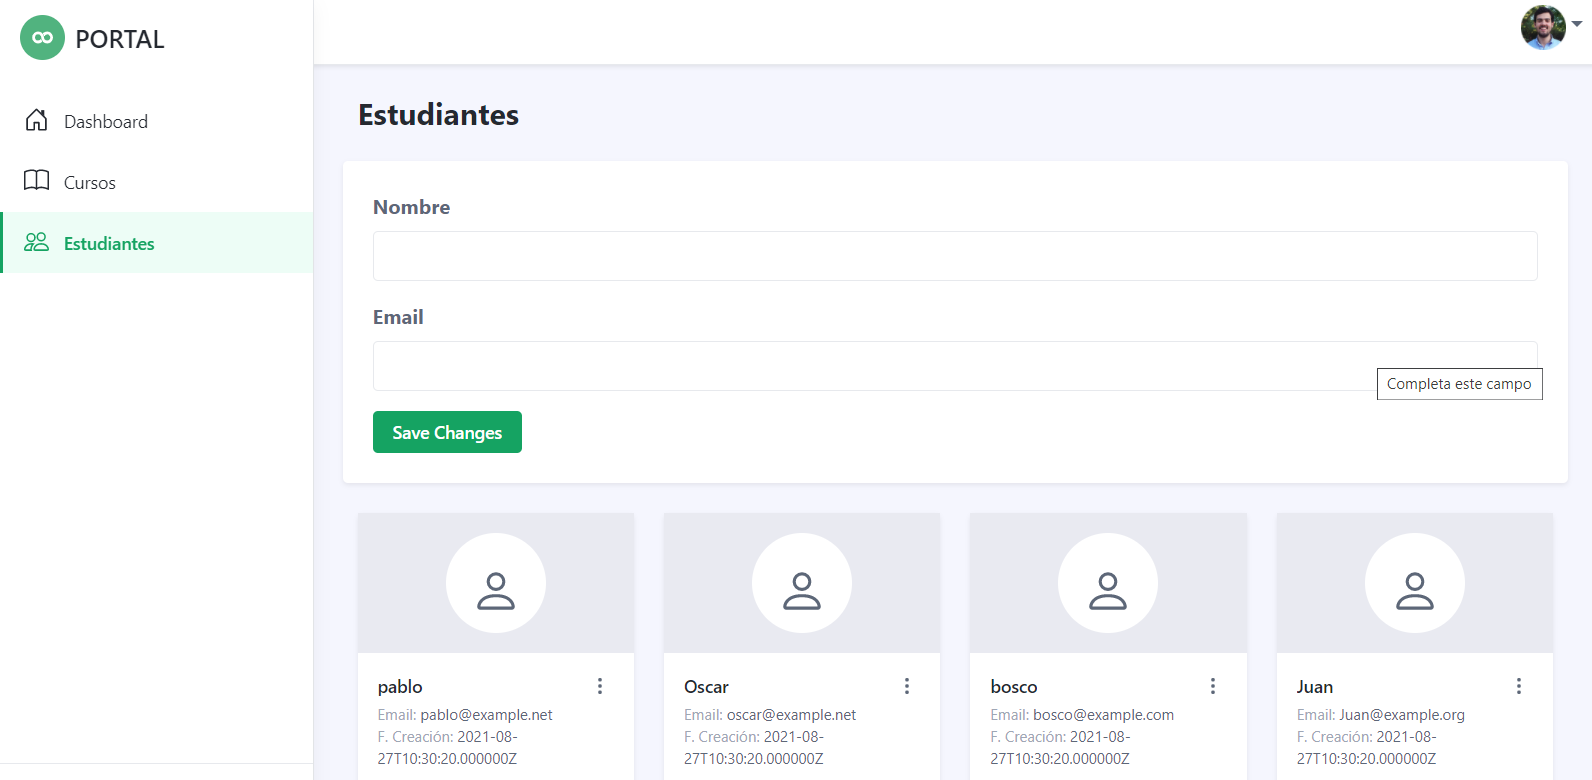 PORTAL
Dashboard
Cursos
Estudiantes
Estudiantes
Nombre
Email
Completa este campo
Save Changes
pablo
Email: pablo@example.net
F. Creación: 2021-08-
27T10:30:20.000000Z
Oscar
Email: oscar@example.net
F. Creación: 2021-08-
27T10:30:20.000000Z
bosco
Email: bosco@example.com
F. Creación: 2021-08-
27T10:30:20.000000Z
Juan
Email: Juan@example.org
F. Creación: 2021-08-
27T10:30:20.000000Z